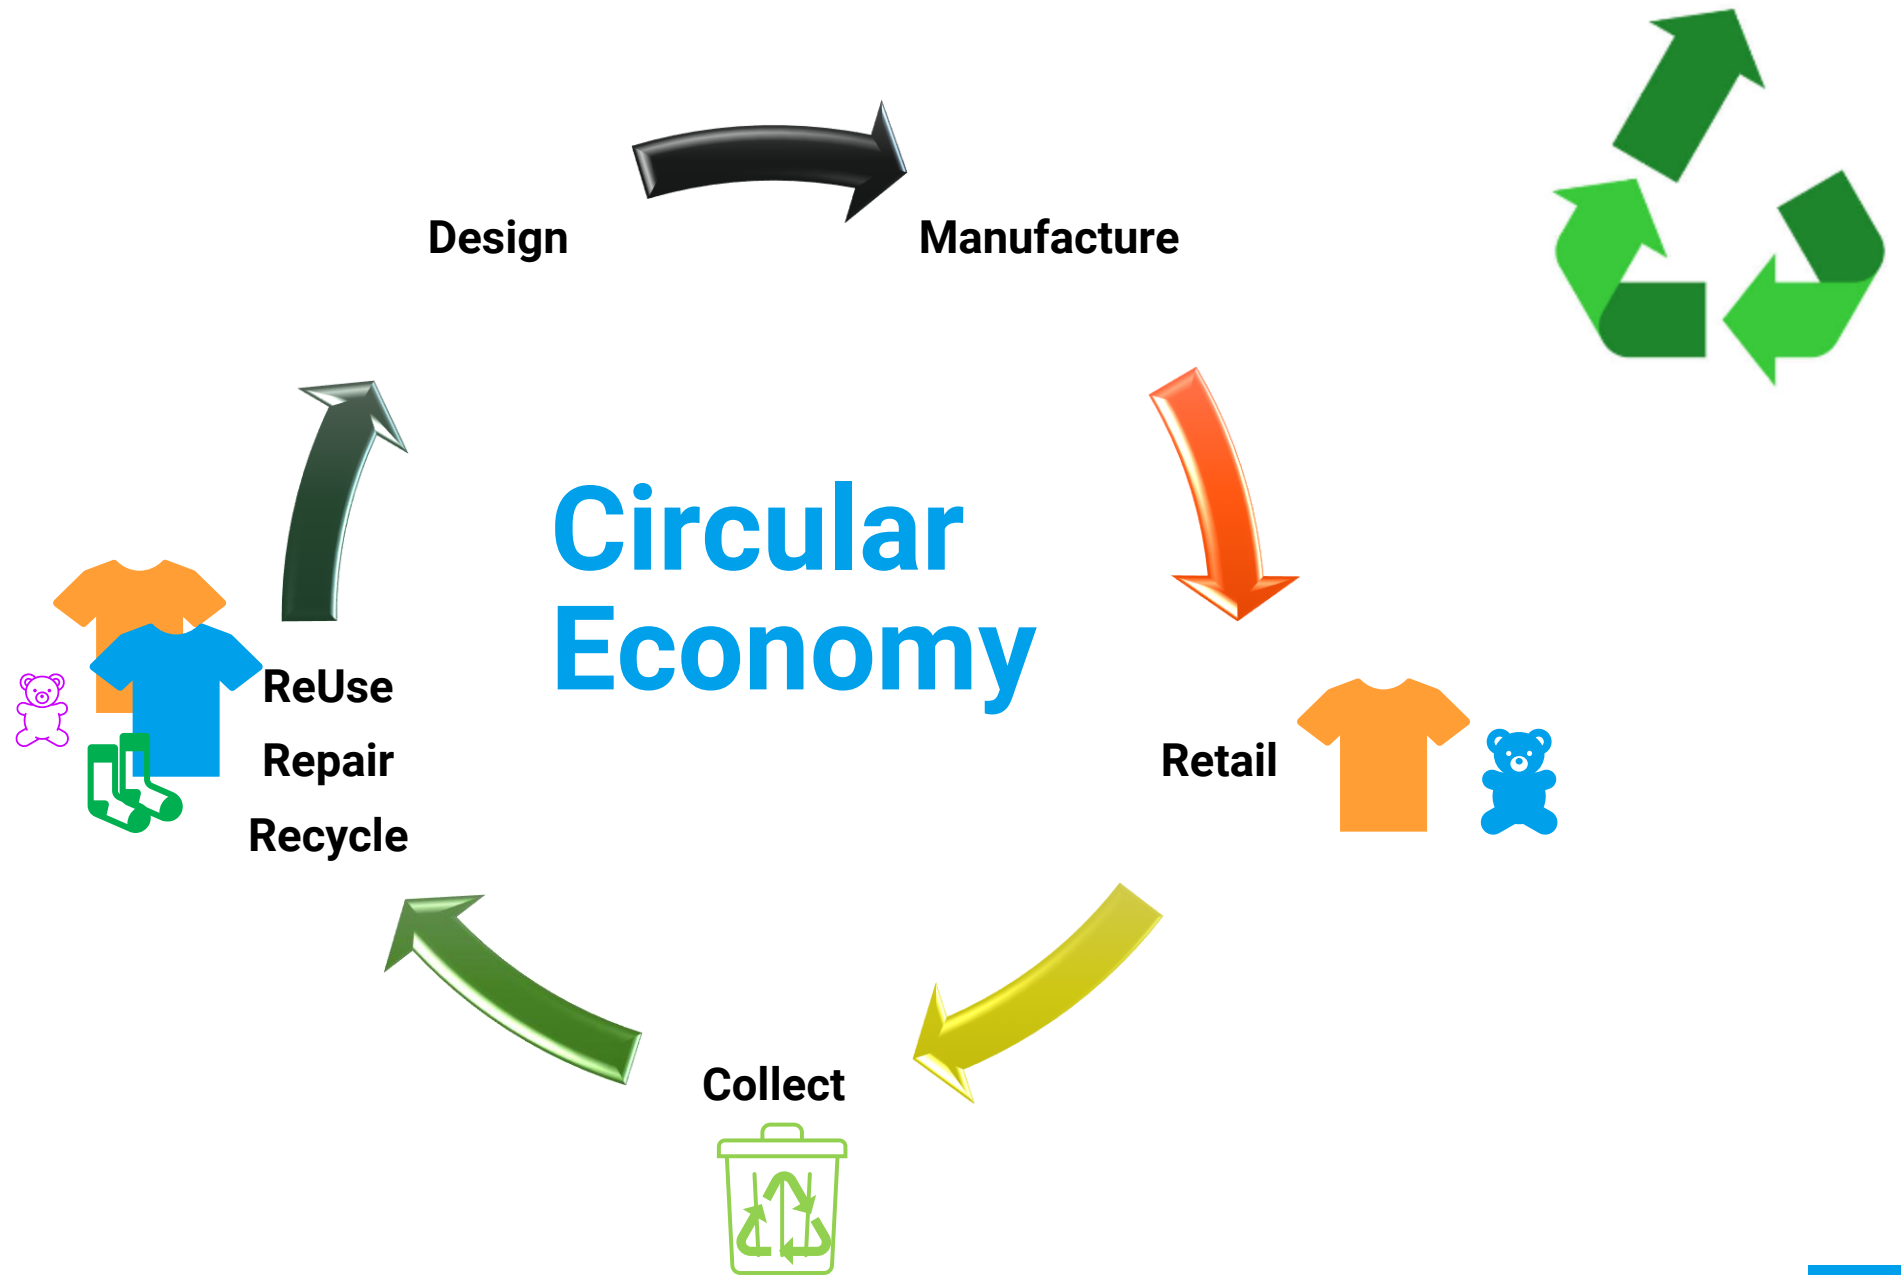 Design
Manufacture
Circular
Economy
ReUse
Repair
Recycle
Retail
Collect